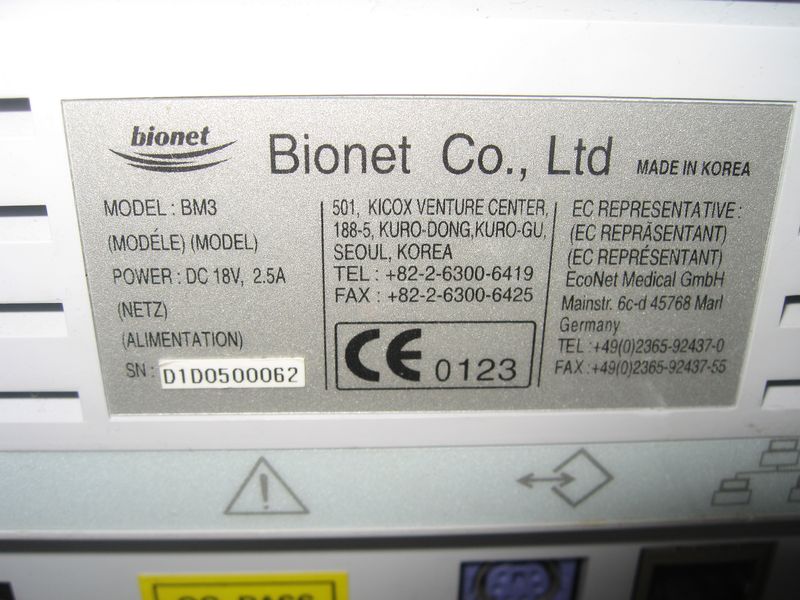 bionet
Bionet Co., Ltd MADE IN KOREA
MODEL : BM3
(MODÉLE) (MODEL)
POWER : DC 18V, 2.5A
(NETZ)
(ALIMENTATION)
SN : D1D0500062
501, KICOX VENTURE CENTER,
188-5, KURO-DONG,KURO-GU,
SEOUL, KOREA
TEL : +82-2-6300-6419
FAX : +82-2-6300-6425
CE 0123
EC REPRESENTATIVE :
(EC REPRÄSENTANT)
(EC REPRÉSENTANT)
EcoNet Medical GmbH
Mainstr. 6c-d 45768 Marl
Germany
TEL :+49(0)2365-92437-0
FAX :+49(0)2365-92437-55
QC PASS